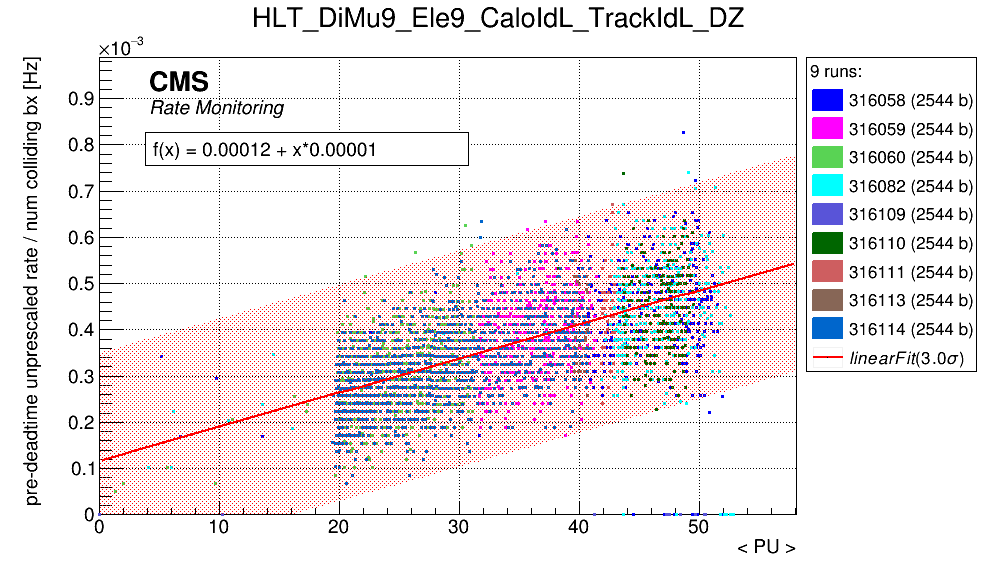 HLT_DiMu9_Ele9_CaloIdL_TrackIdL_DZ
×10⁻³
pre-deadtime unprescaled rate / num colliding bx [Hz]
CMS
Rate Monitoring
f(x) = 0.00012 + x*0.00001
0.9
0.8
0.7
0.6
0.5
0.4
0.3
0.2
0.1
0
0 10 20 30 40 50
< PU >
9 runs:
316058 (2544 b)
316059 (2544 b)
316060 (2544 b)
316082 (2544 b)
316109 (2544 b)
316110 (2544 b)
316111 (2544 b)
316113 (2544 b)
316114 (2544 b)
linearFit(3.0σ)